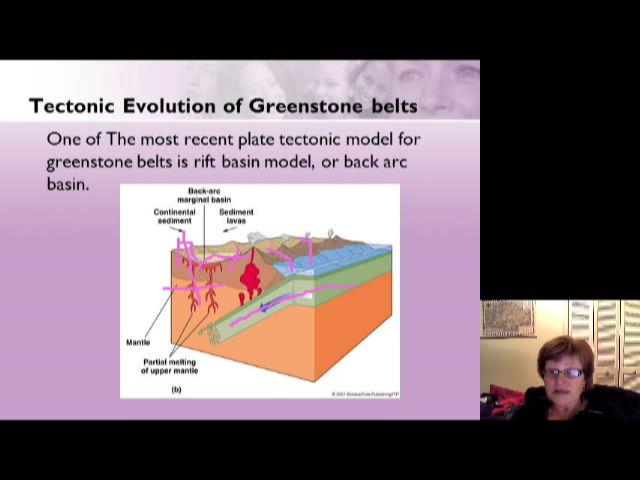 Tectonic Evolution of Greenstone belts
One of The most recent plate tectonic model for
greenstone belts is rift basin model, or back arc
basin.
Back-arc
marginal basin
Continental
sediment
Sediment
lavas
Mantle
Partial melting
of upper mantle
(b)